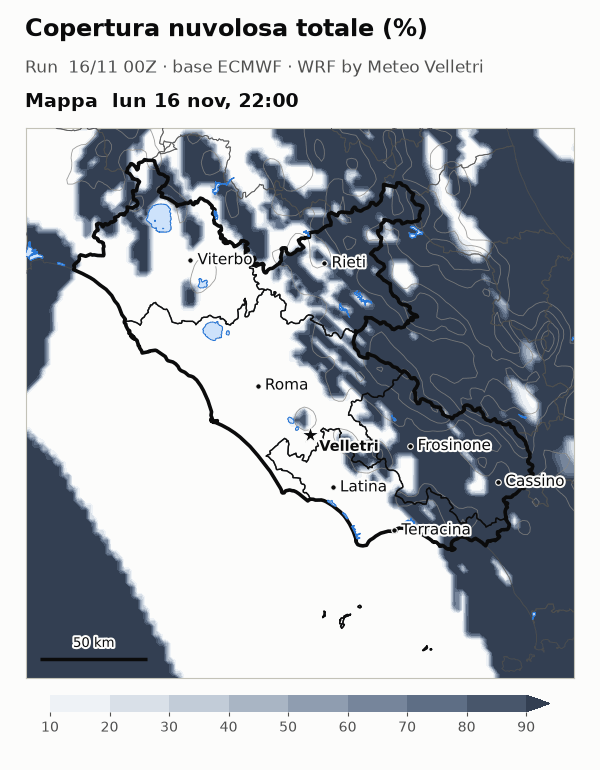 Copertura nuvolosa totale (%)
Run  16/11 00Z · base ECMWF · WRF by Meteo Velletri
Mappa  lun 16 nov, 22:00
Viterbo
Rieti
Roma
Velletri
Frosinone
Cassino
Latina
Terracina
50 km
10 20 30 40 50 60 70 80 90